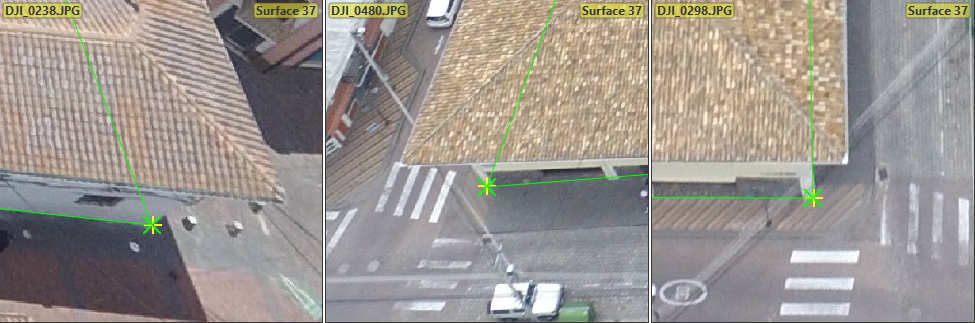 DJI_0238.JPG
Surface 37
DJI_0480.JPG
Surface 37
DJI_0298.JPG
Surface 37